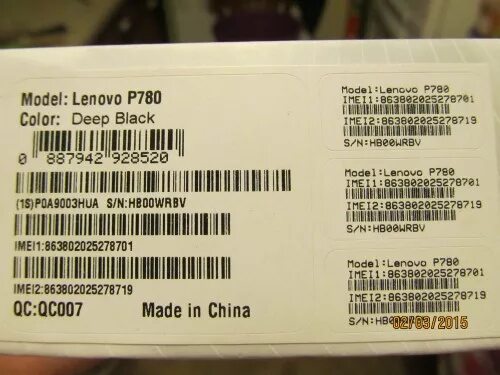 Model: Lenovo P780
Color: Deep Black
0 887942 928520
(1S)P0A9003HUA S/N:HB00WRBV
IMEI1:863802025278701
IMEI2:863802025278719
QC:QC007 Made in China
Model:Lenovo P780
IMEI1:863802025278701
IMEI2:863802025278719
S/N:HB00WRBV
Model:Lenovo P780
IMEI1:863802025278701
IMEI2:863802025278719
S/N:HB00WRBV
Model:Lenovo P780
IMEI1:863802025278701
IMEI2:863802025278719
S/N:HB00WRBV
02/03/2015